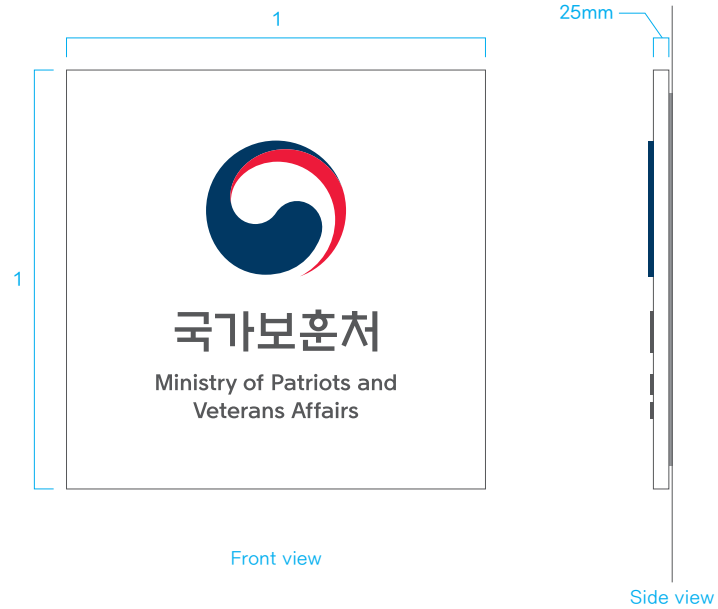 1
25mm
1
국가보훈처
Ministry of Patriots and
Veterans Affairs
Front view
Side view